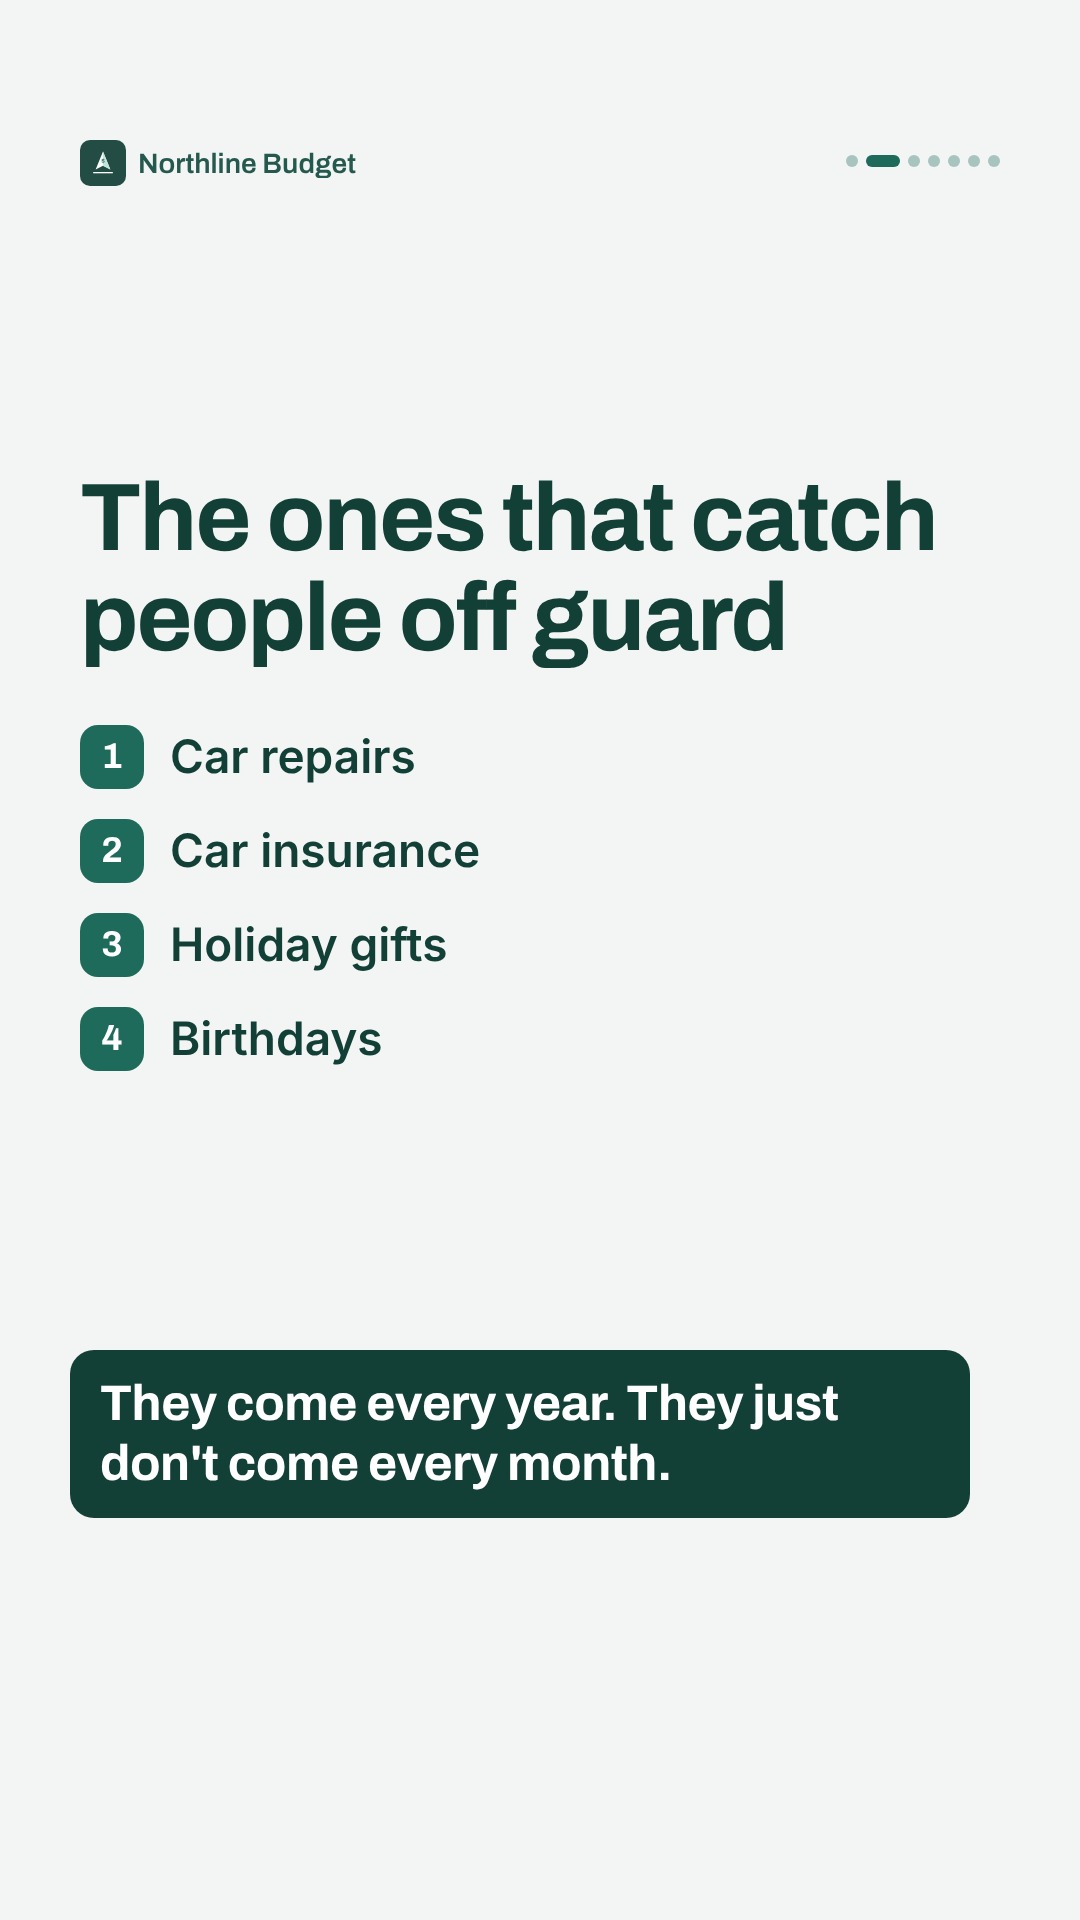 Northline Budget
The ones that catch
people off guard
1 Car repairs
2 Car insurance
3 Holiday gifts
4 Birthdays
They come every year. They just
don't come every month.